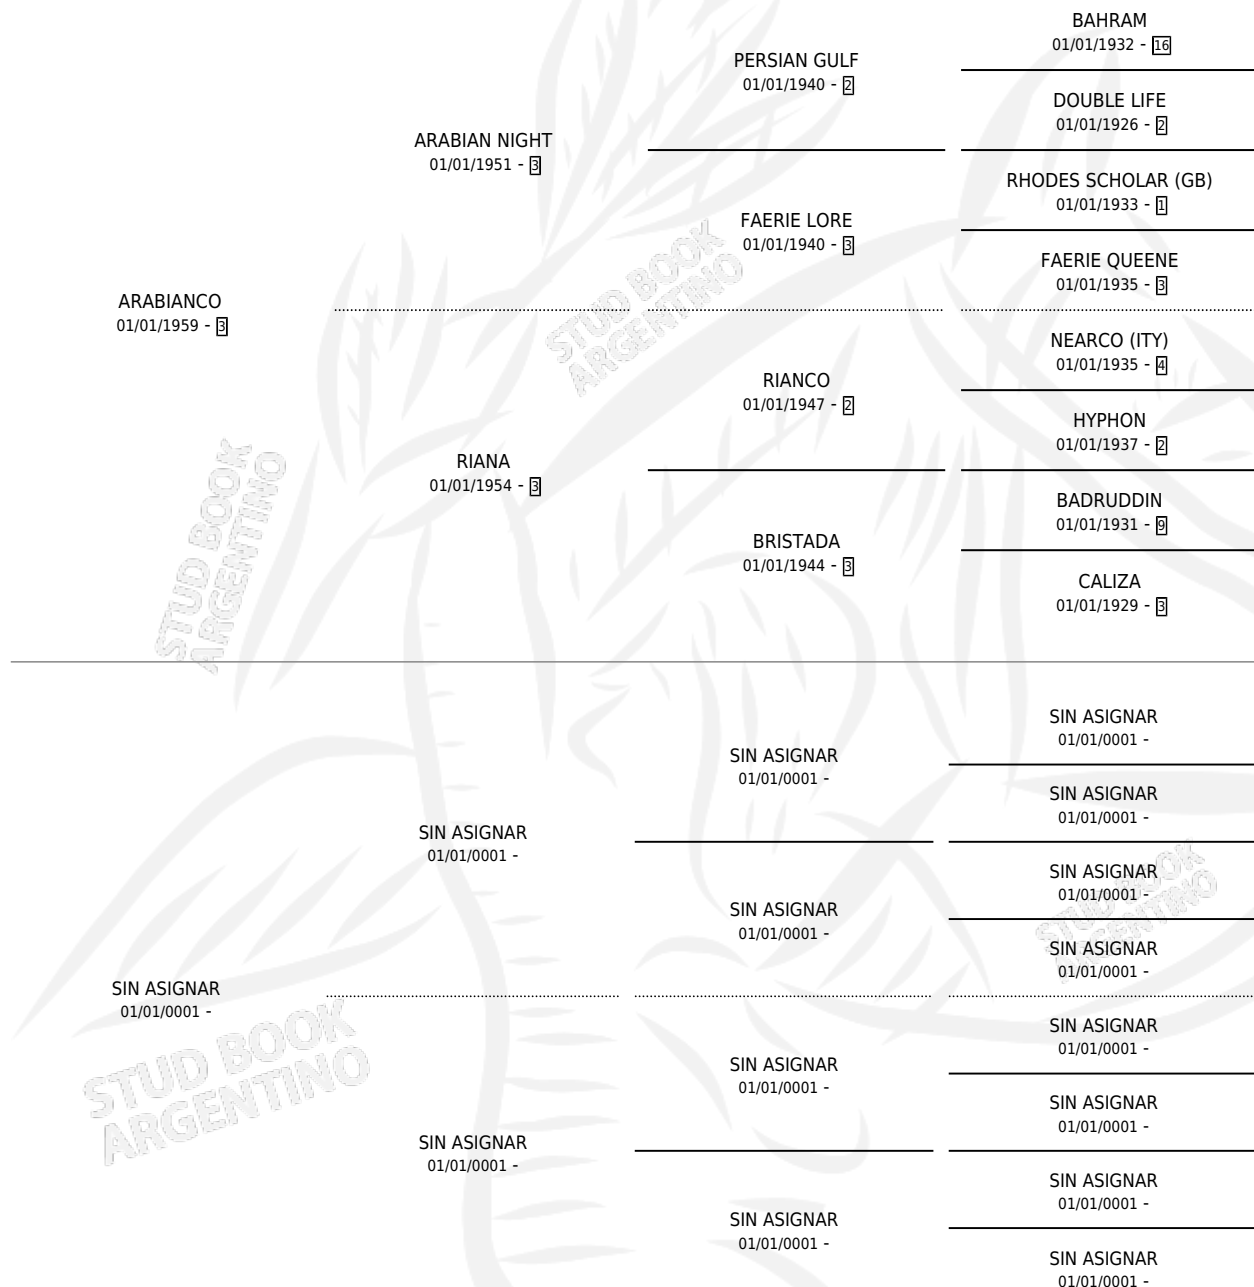 BAHRAM
01/01/1932 - 16
PERSIAN GULF
01/01/1940 - 2
DOUBLE LIFE
01/01/1926 - 2
ARABIAN NIGHT
01/01/1951 - 3
RHODES SCHOLAR (GB)
01/01/1933 - 1
FAERIE LORE
01/01/1940 - 3
FAERIE QUEENE
01/01/1935 - 3
ARABIANCO
01/01/1959 - 3
NEARCO (ITY)
01/01/1935 - 4
RIANCO
01/01/1947 - 2
HYPHON
01/01/1937 - 2
RIANA
01/01/1954 - 3
BADRUDDIN
01/01/1931 - 9
BRISTADA
01/01/1944 - 3
CALIZA
01/01/1929 - 3
STUD BOOK
ARGENTINO
STUD BOOK
ARGENTINO
SIN ASIGNAR
01/01/0001 -
SIN ASIGNAR
01/01/0001 -
SIN ASIGNAR
01/01/0001 -
SIN ASIGNAR
01/01/0001 -
SIN ASIGNAR
01/01/0001 -
SIN ASIGNAR
01/01/0001 -
SIN ASIGNAR
01/01/0001 -
SIN ASIGNAR
01/01/0001 -
SIN ASIGNAR
01/01/0001 -
SIN ASIGNAR
01/01/0001 -
SIN ASIGNAR
01/01/0001 -
SIN ASIGNAR
01/01/0001 -
SIN ASIGNAR
01/01/0001 -
SIN ASIGNAR
01/01/0001 -
SIN ASIGNAR
01/01/0001 -
STUD BOOK
ARGENTINO
STUD BOOK
ARGENTINO